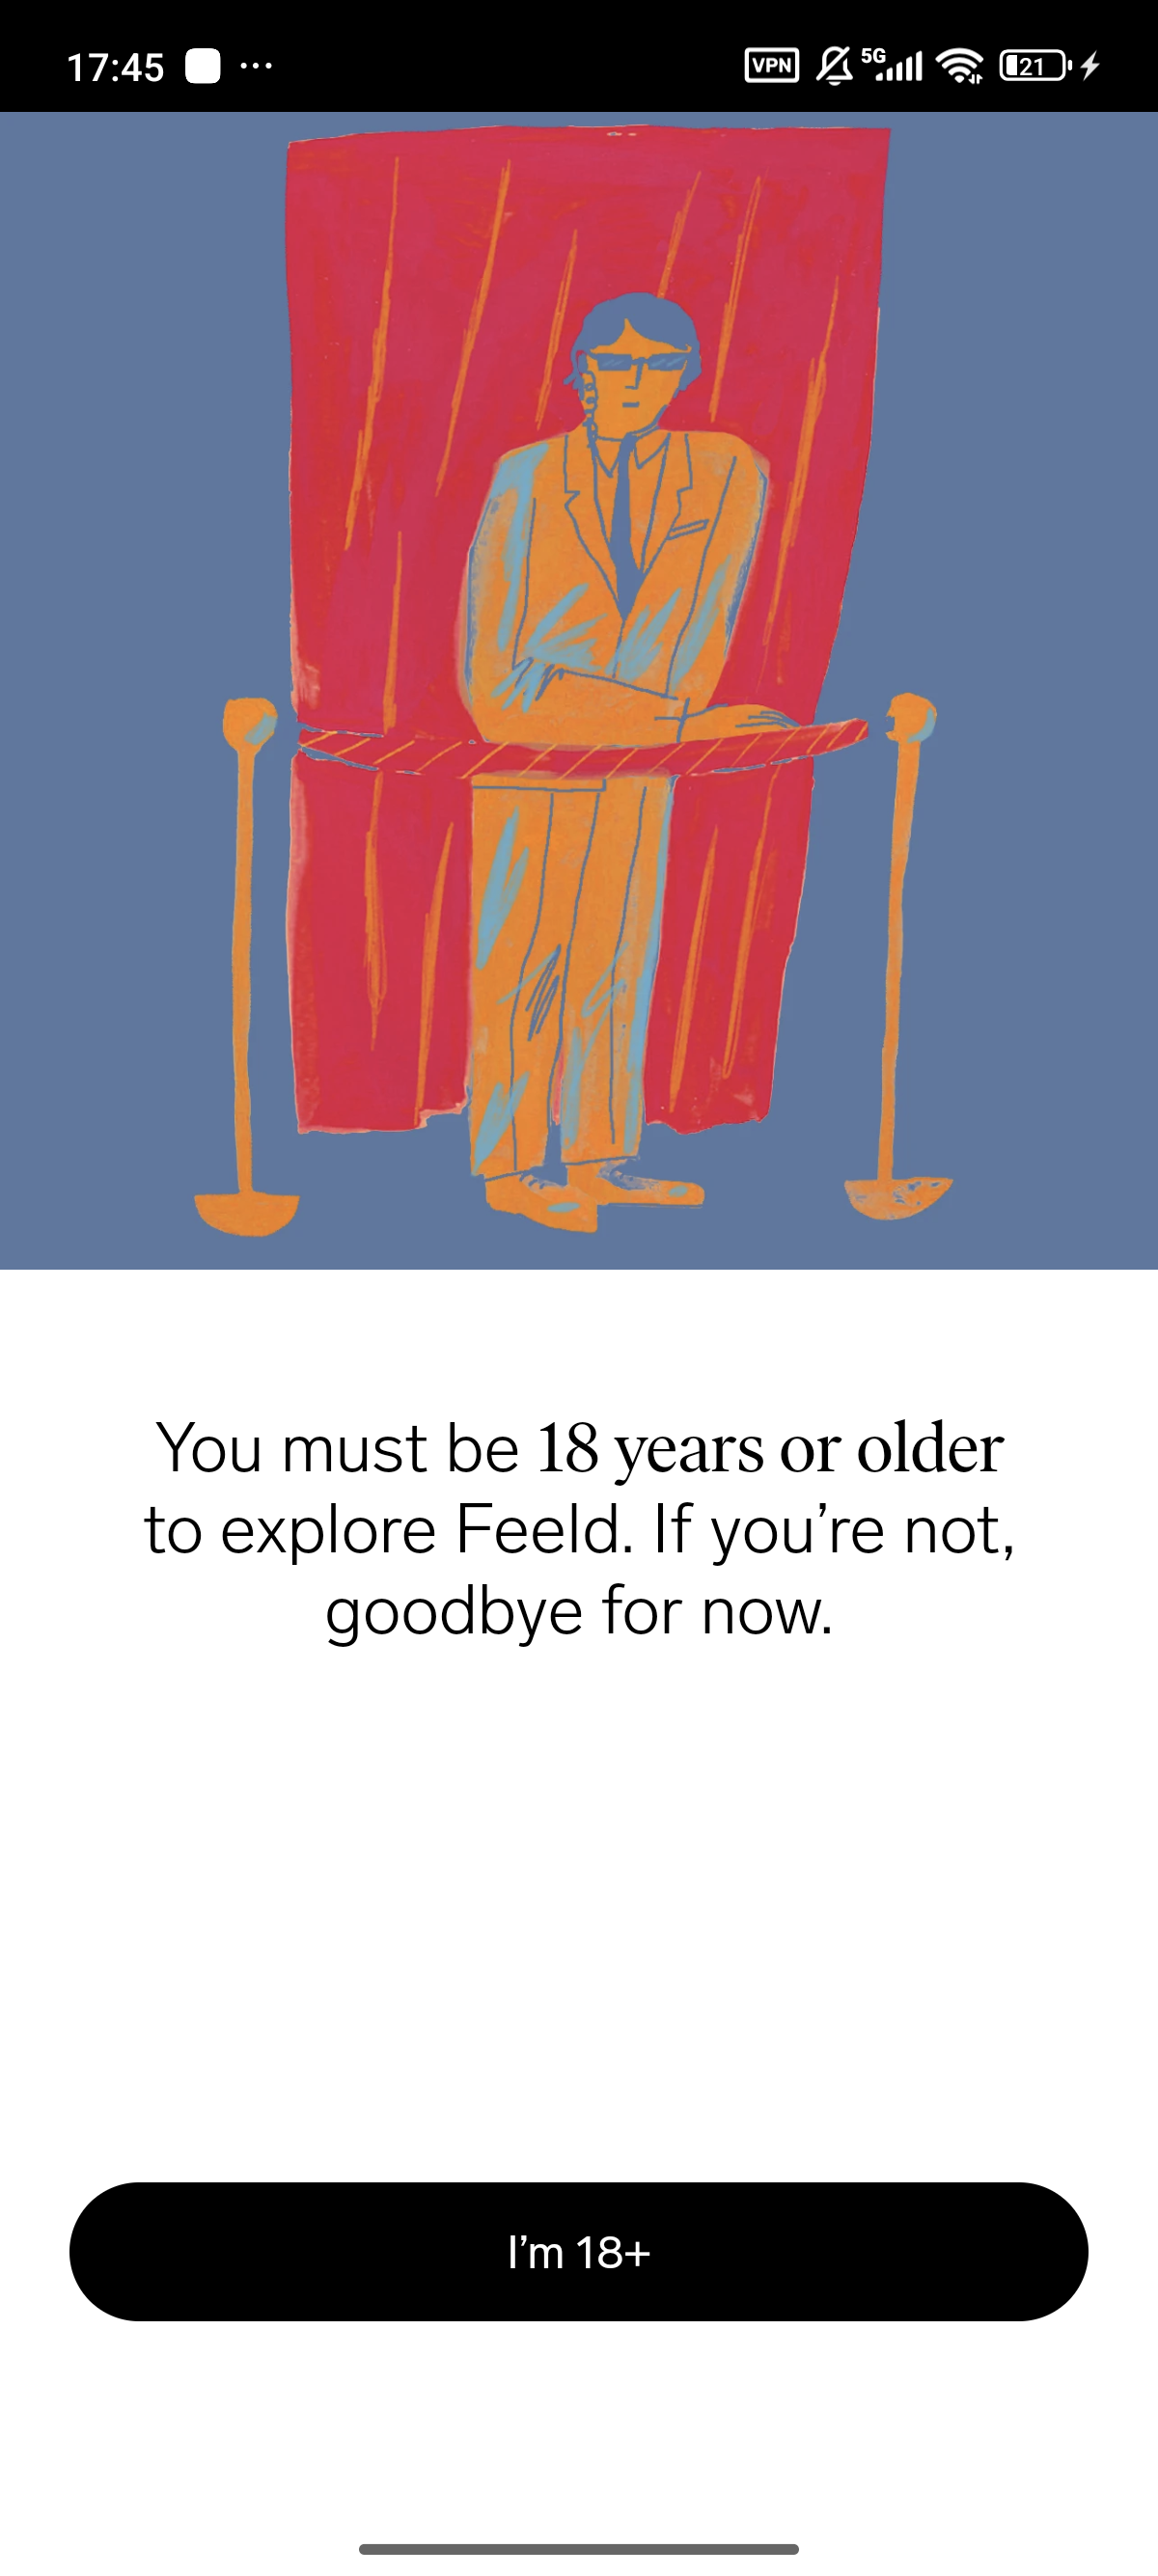 17:45
VPN 5G 21
You must be 18 years or older
to explore Feeld. If you’re not,
goodbye for now.
I’m 18+